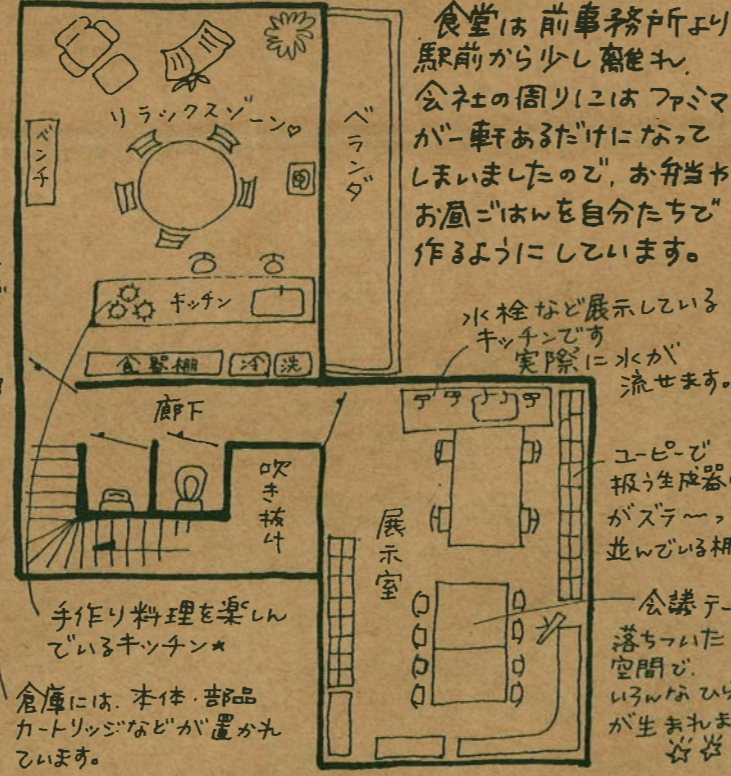 食堂は前事務所より
駅前から少し離れ、
会社の周りにはファミマ
が一軒あるだけになって
しまいましたので、お弁当や
お昼ごはんを自分たちで
作るようにしています。
リラックスゾーン♡
ベンチ
ベランダ
キッチン
食器棚
冷
洗
水栓など展示している
キッチンです
実際に水が
流せます。
廊下
吹き抜け
展示室
ユーピーで
扱う生成器
がズラ〜っ
並んでいる棚
会議テー
落ちついた
空間で、
いろんなひら
が生まれま
☆☆
手作り料理を楽しん
でいるキッチン★
倉庫には、本体・部品
カートリッジなどが置かれ
ています。